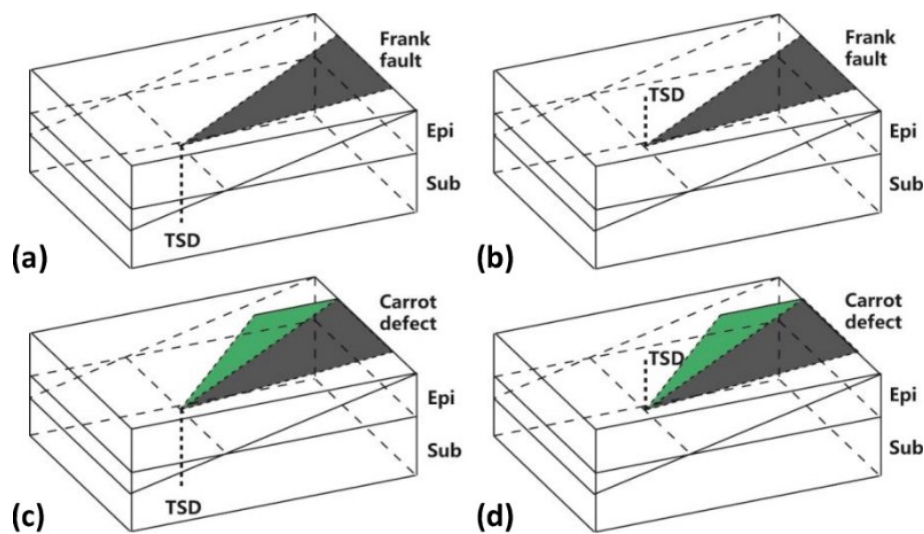 Frank
fault
TSD
Epi
Sub
(a)
Frank
fault
TSD
Epi
Sub
(b)
Carrot
defect
TSD
Epi
Sub
(c)
Carrot
defect
TSD
Epi
Sub
(d)